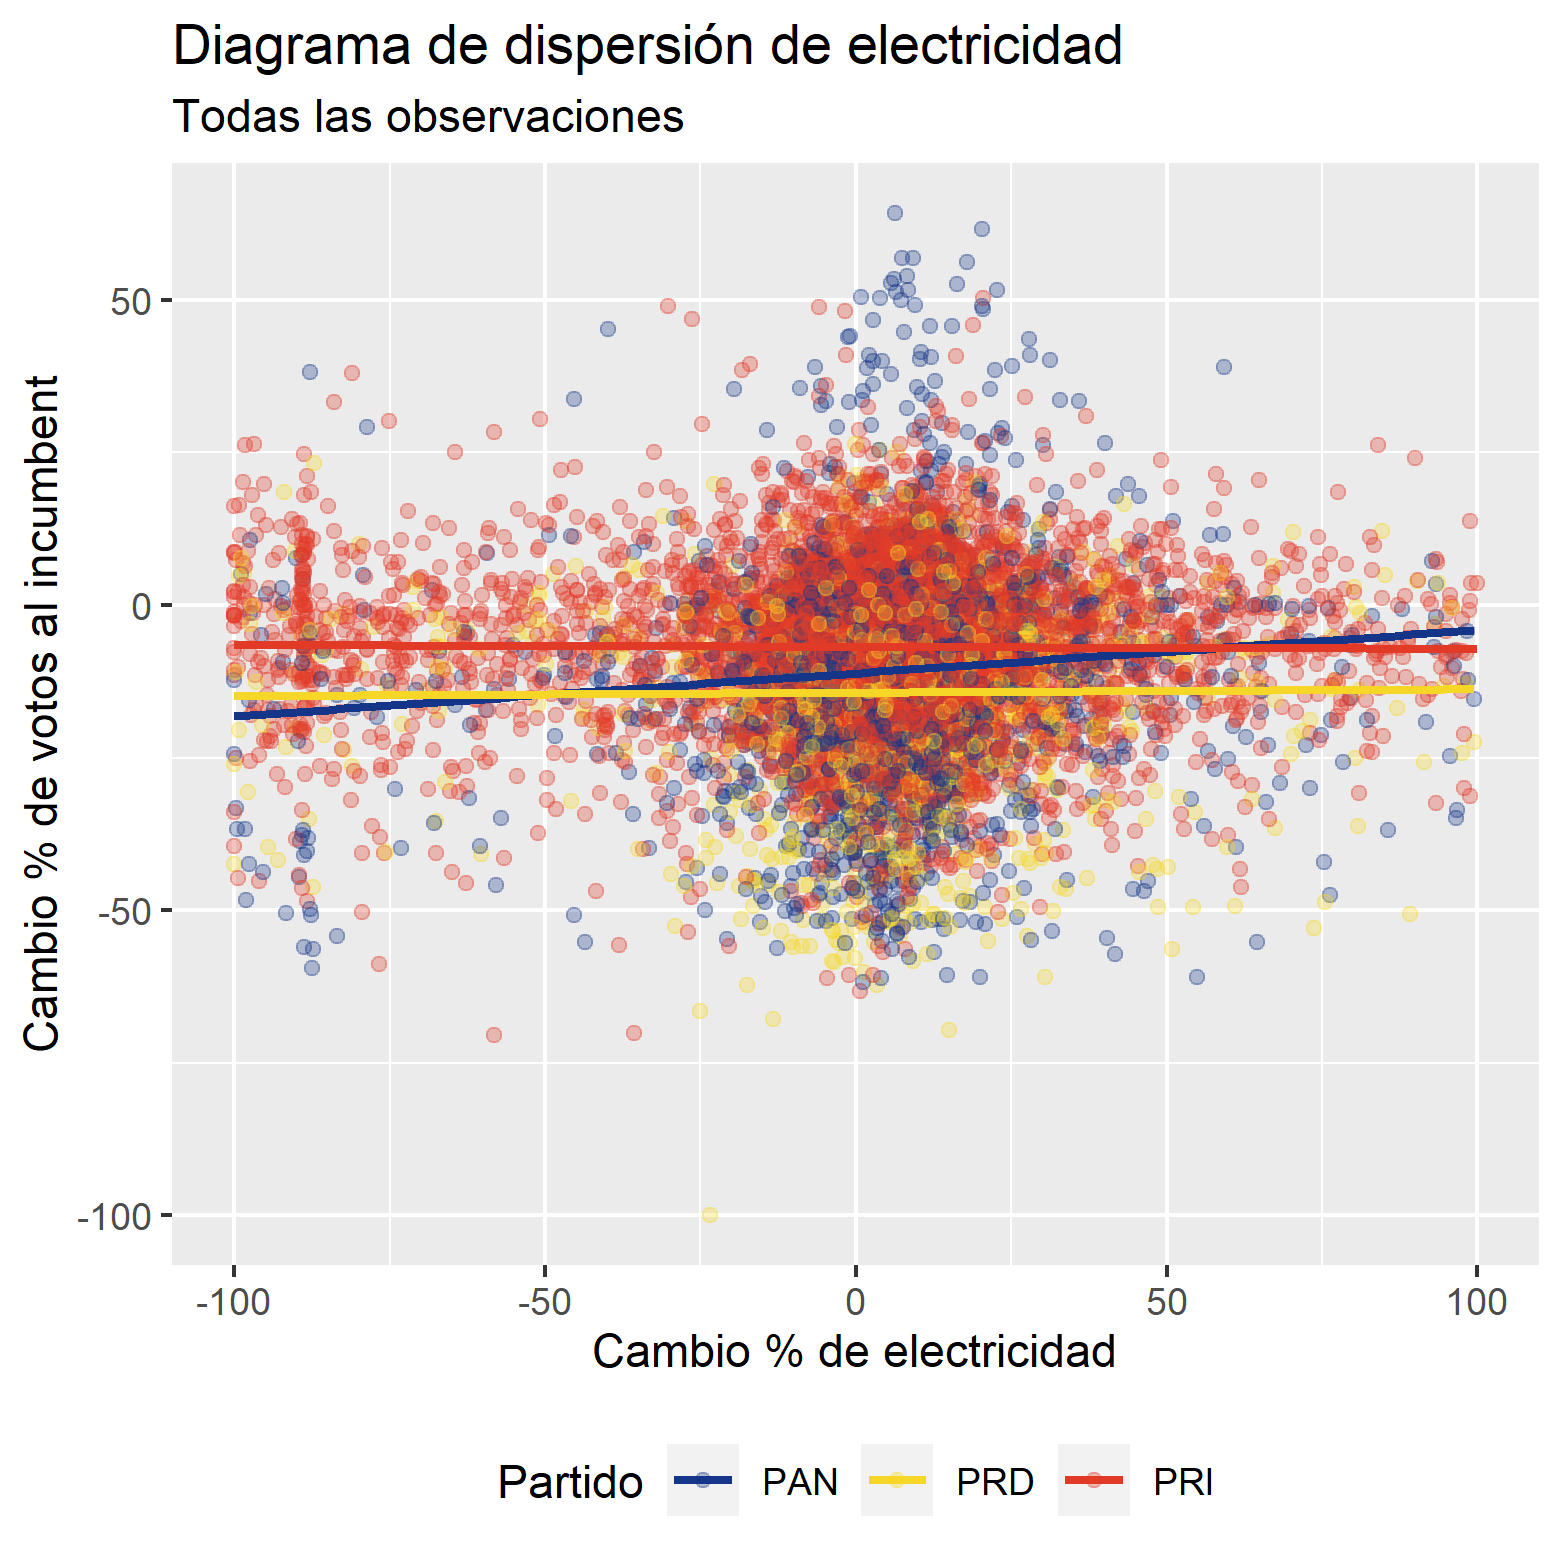 Diagrama de dispersión de electricidad
Todas las observaciones
Cambio % de votos al incumbent
50
0
-50
-100
-100
-50
0
50
100
Cambio % de electricidad
Partido
PAN
PRD
PRI